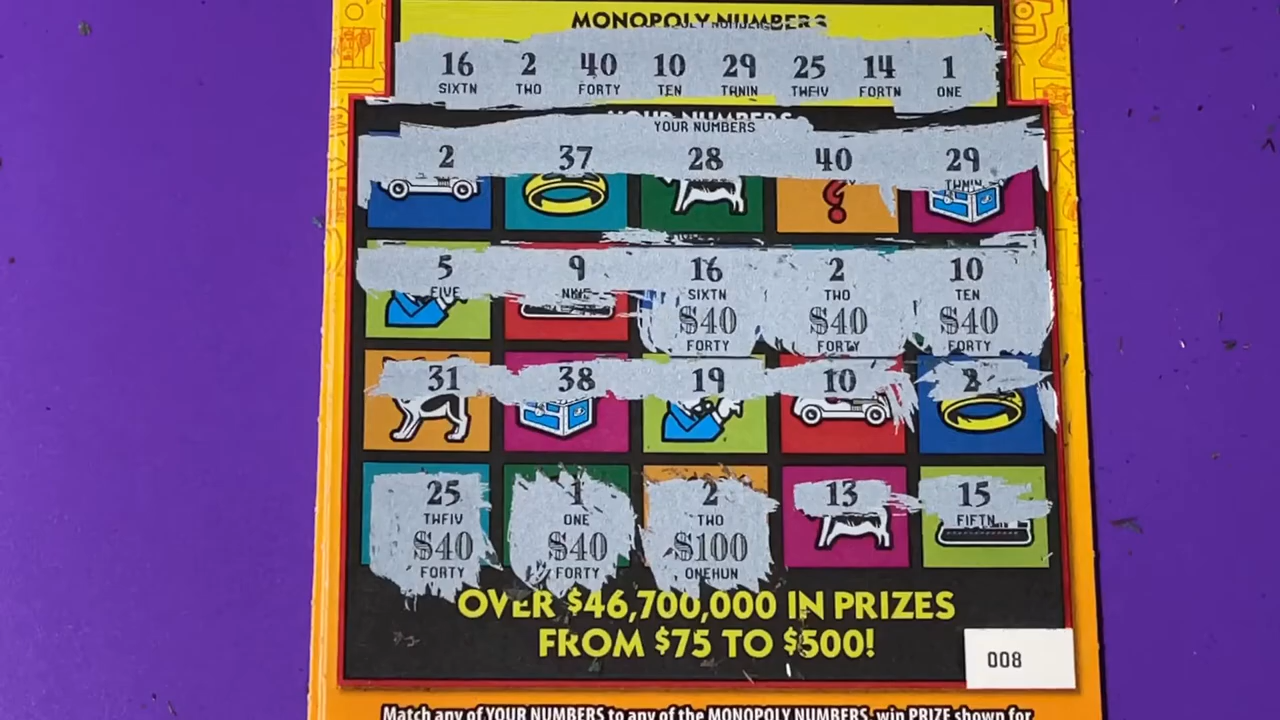 MONOPOLY NUMBERS
16 2 40 10 29 25 14 1
SIXTN TWO FORTY TEN TWNIN TWFIV FORTN ONE
YOUR NUMBERS
2 37 28 40 29
5 9 16 2 10
FIVE NINE SIXTN TWO TEN
$40 $40 $40
FORTY FORTY FORTY
31 38 19 10 2
25 1 2 13 15
TWFIV ONE TWO FIFTN
$40 $40 $100
FORTY FORTY ONEHUN
OVER $46,700,000 IN PRIZES
FROM $75 TO $500!
008
Match any of YOUR NUMBERS to any of the MONOPOLY NUMBERS, win PRIZE shown for